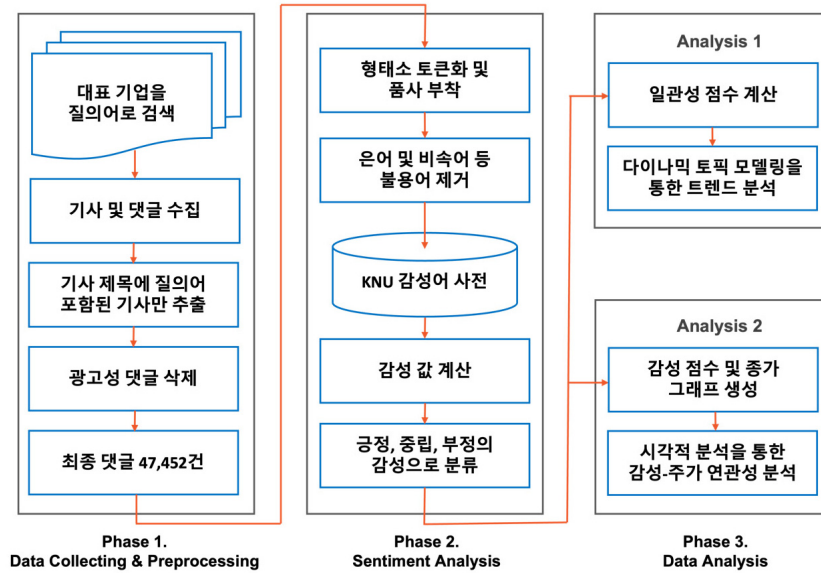 대표 기업을
질의어로 검색
기사 및 댓글 수집
기사 제목에 질의어
포함된 기사만 추출
광고성 댓글 삭제
최종 댓글 47,452건
Phase 1.
Data Collecting & Preprocessing
형태소 토큰화 및
품사 부착
은어 및 비속어 등
불용어 제거
KNU 감성어 사전
감성 값 계산
긍정, 중립, 부정의
감성으로 분류
Phase 2.
Sentiment Analysis
Analysis 1
일관성 점수 계산
다이나믹 토픽 모델링을
통한 트렌드 분석
Analysis 2
감성 점수 및 종가
그래프 생성
시각적 분석을 통한
감성-주가 연관성 분석
Phase 3.
Data Analysis